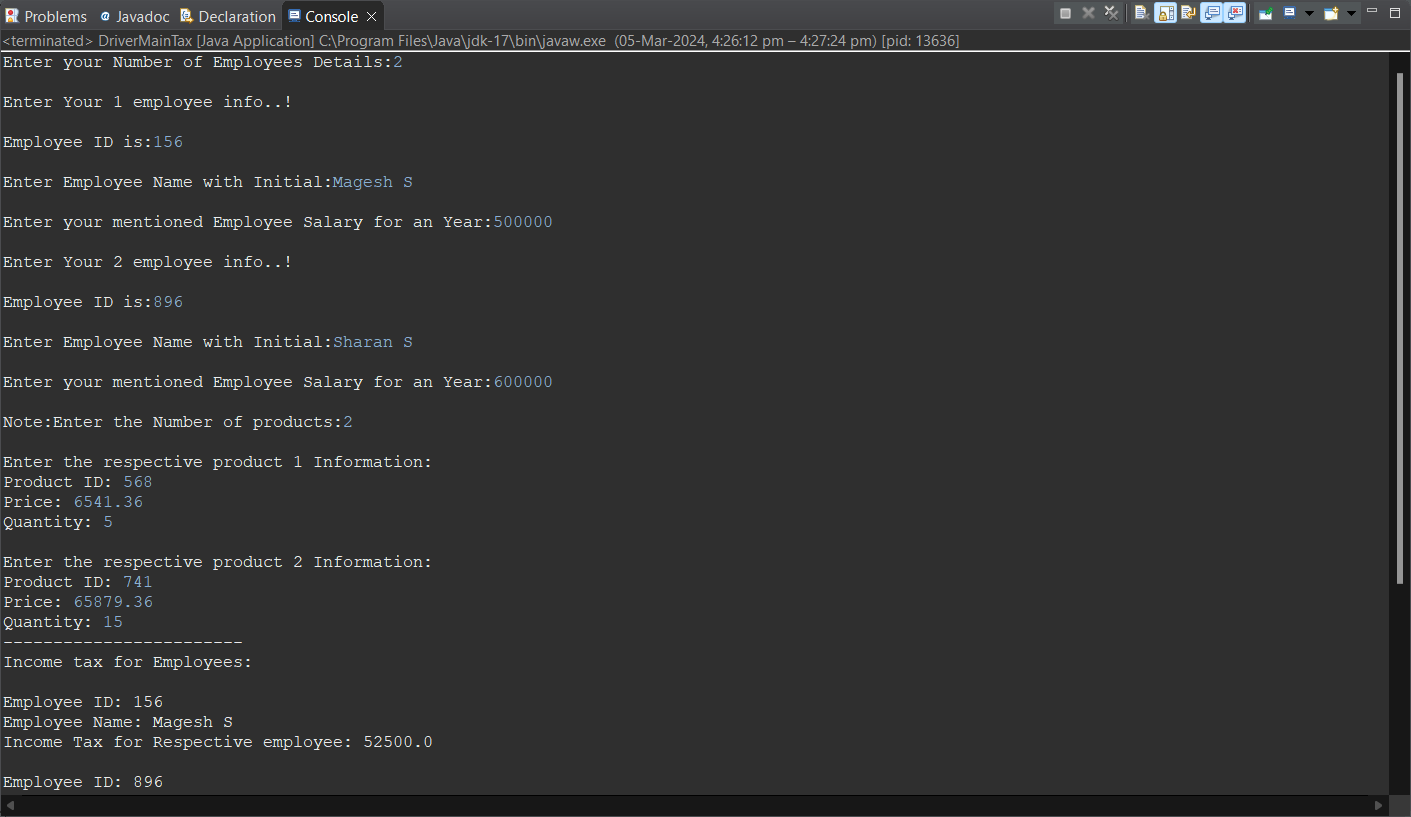 Problems Javadoc Declaration Console
<terminated> DriverMainTax [Java Application] C:\Program Files\Java\jdk-17\bin\javaw.exe (05-Mar-2024, 4:26:12 pm – 4:27:24 pm) [pid: 13636]
Enter your Number of Employees Details:2
Enter Your 1 employee info..!
Employee ID is:156
Enter Employee Name with Initial:Magesh S
Enter your mentioned Employee Salary for an Year:500000
Enter Your 2 employee info..!
Employee ID is:896
Enter Employee Name with Initial:Sharan S
Enter your mentioned Employee Salary for an Year:600000
Note:Enter the Number of products:2
Enter the respective product 1 Information:
Product ID: 568
Price: 6541.36
Quantity: 5
Enter the respective product 2 Information:
Product ID: 741
Price: 65879.36
Quantity: 15
------------------------
Income tax for Employees:
Employee ID: 156
Employee Name: Magesh S
Income Tax for Respective employee: 52500.0
Employee ID: 896